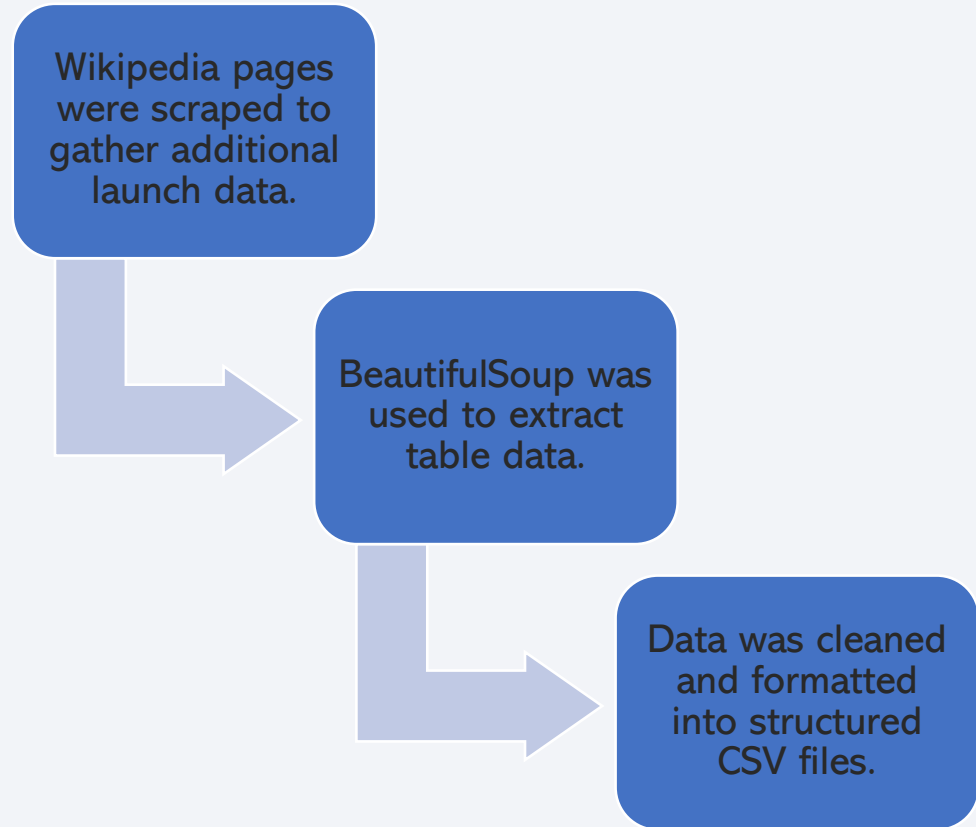 Wikipedia pages
were scraped to
gather additional
launch data.
BeautifulSoup was
used to extract
table data.
Data was cleaned
and formatted
into structured
CSV files.